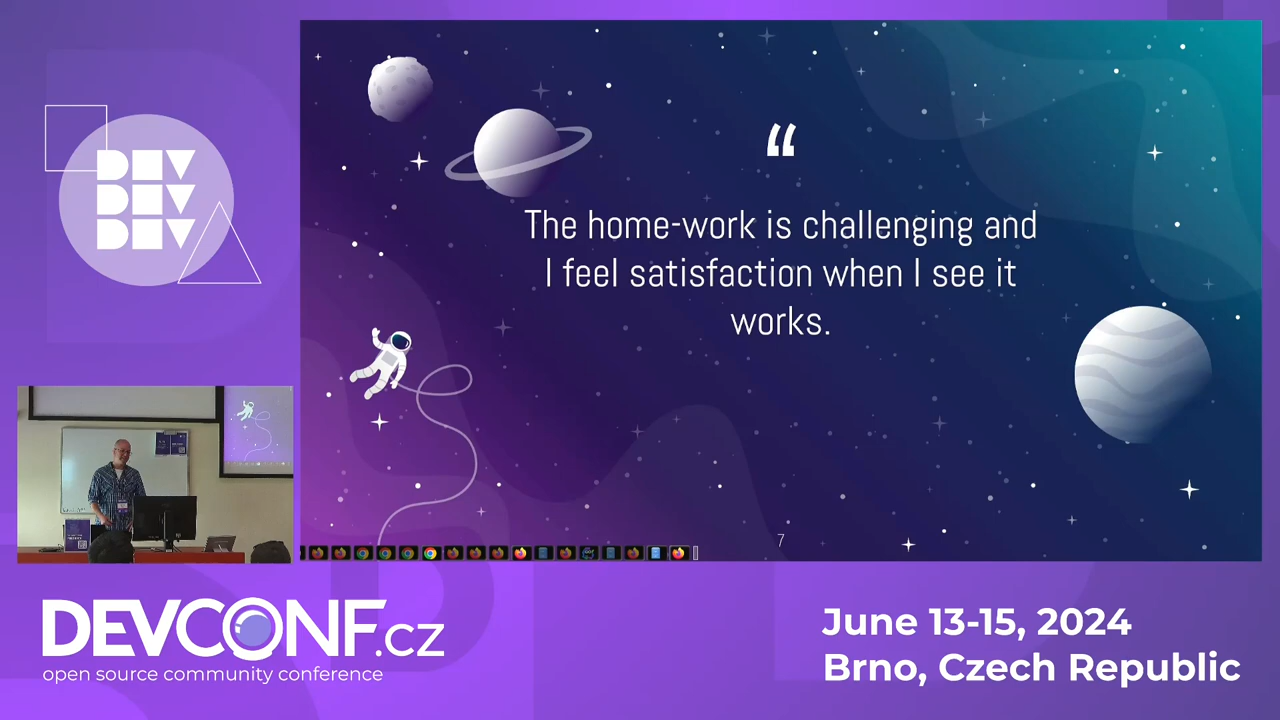 DEV
DEV
DEV
“
The home-work is challenging and
I feel satisfaction when I see it
works.
7
DEVCONF.cz
open source community conference
June 13-15, 2024
Brno, Czech Republic